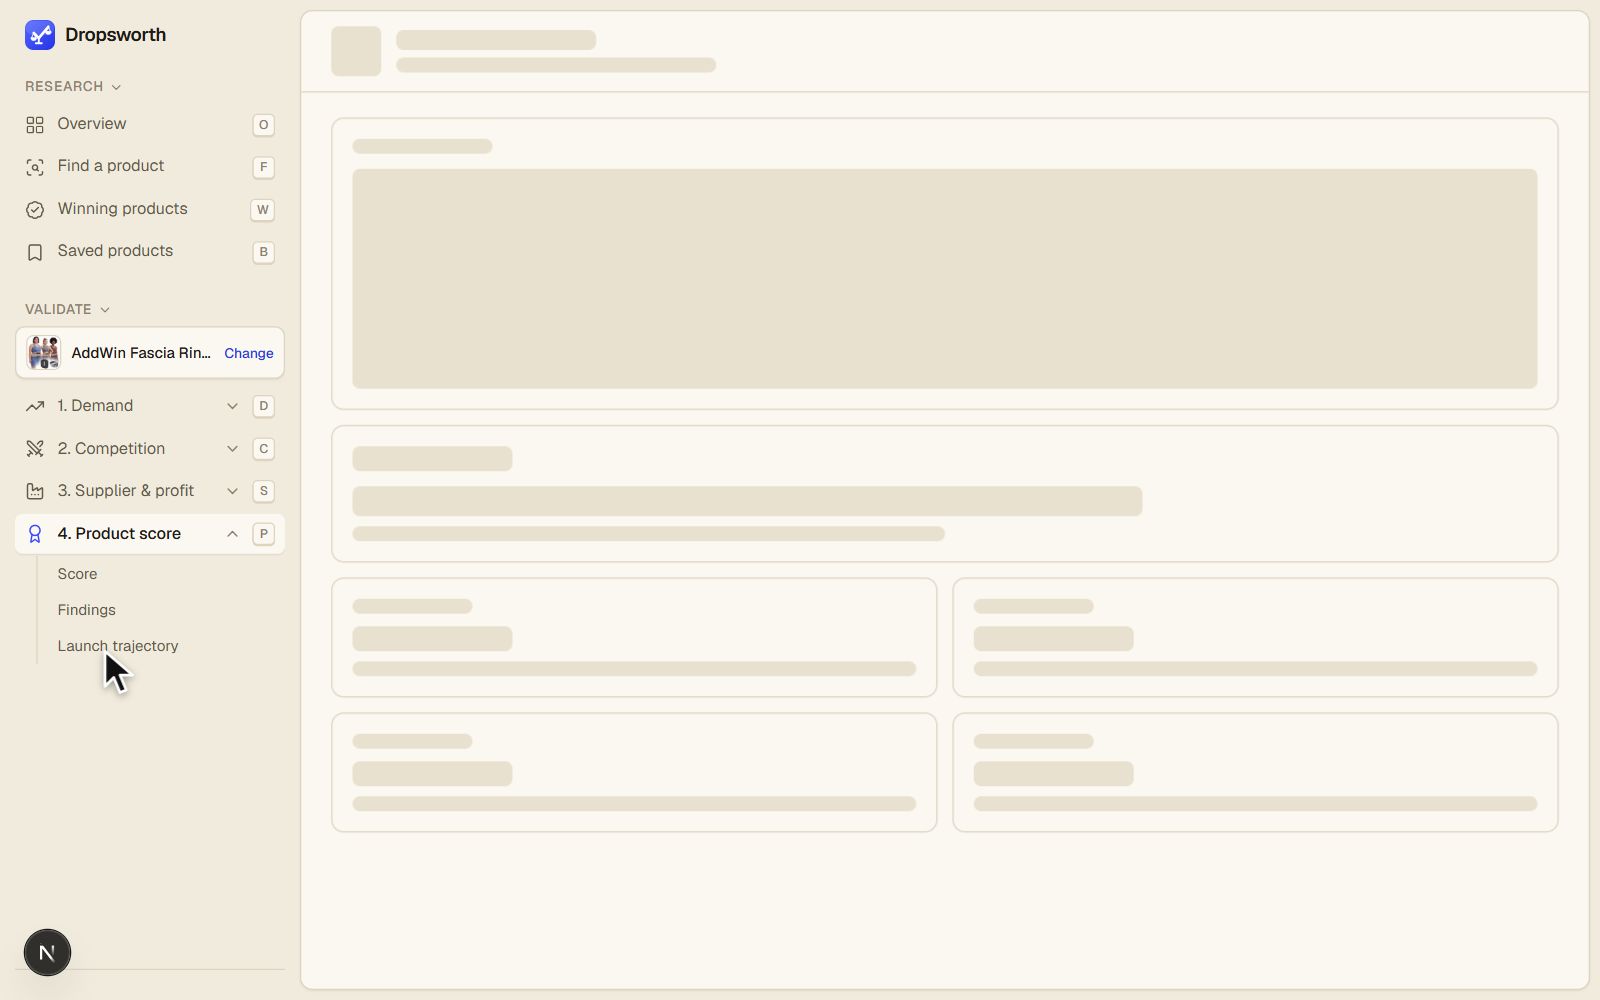 Dropsworth
RESEARCH
Overview O
Find a product F
Winning products W
Saved products B
VALIDATE
AddWin Fascia Rin... Change
1. Demand D
2. Competition C
3. Supplier & profit S
4. Product score P
Score
Findings
Launch trajectory
N